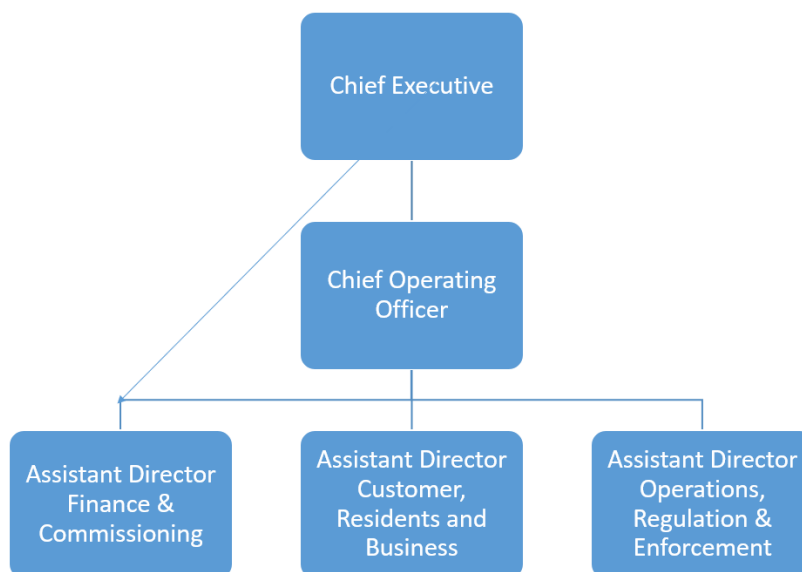 Chief Executive
Chief Operating
Officer
Assistant Director
Finance &
Commissioning
Assistant Director
Customer,
Residents and
Business
Assistant Director
Operations,
Regulation &
Enforcement